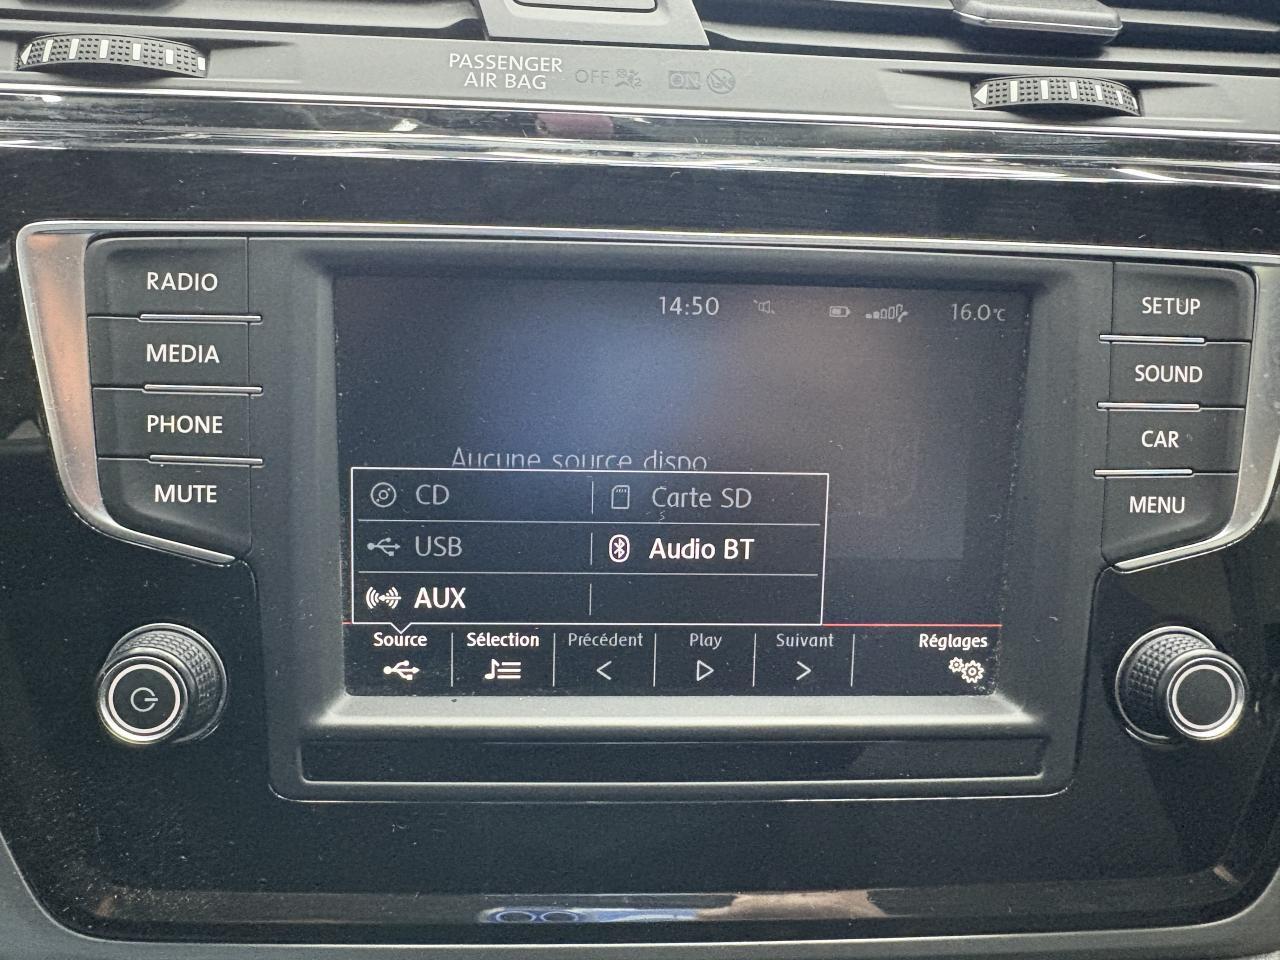 PASSENGER
AIR BAG OFF ON
RADIO
MEDIA
PHONE
MUTE
14:50 16.0°C
Aucune source dispo
CD Carte SD
USB Audio BT
AUX
Source Sélection Précédent Play Suivant Réglages
SETUP
SOUND
CAR
MENU